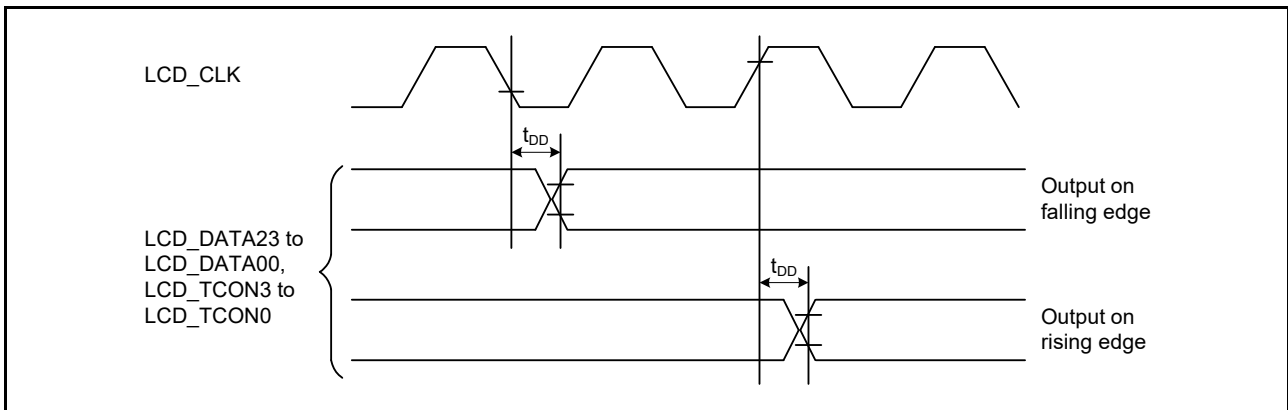 LCD_CLK
tDD
Output on
falling edge
LCD_DATA23 to
LCD_DATA00,
LCD_TCON3 to
LCD_TCON0
tDD
Output on
rising edge